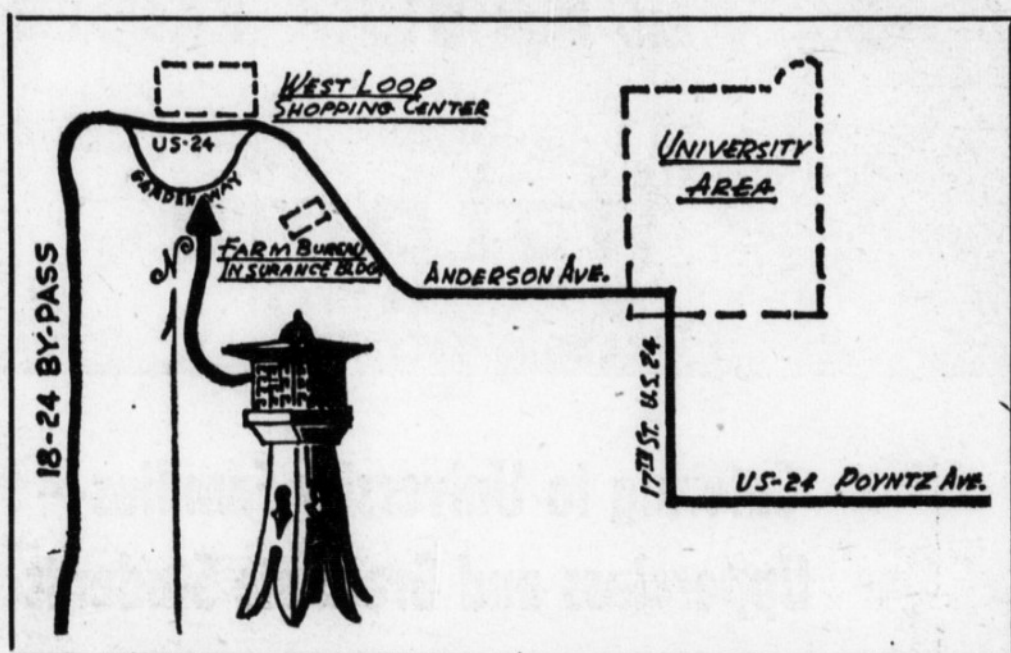 WEST LOOP
SHOPPING CENTER
US-24
GARDEN WAY
UNIVERSITY
AREA
N
FARM BUREAU
INSURANCE BLDG.
ANDERSON AVE.
18-24 BY-PASS
17TH ST. U.S. 24
US-24 POYNTZ AVE.